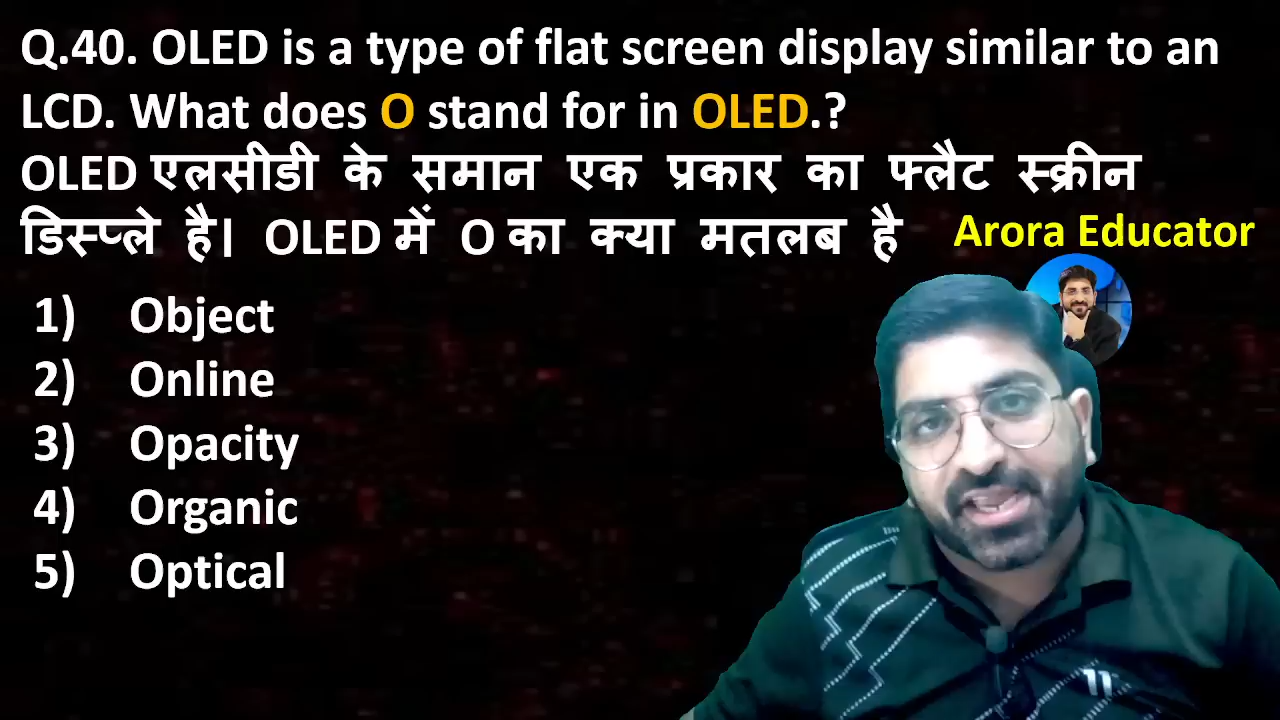 Q.40. OLED is a type of flat screen display similar to an
LCD. What does O stand for in OLED.?
OLED एलसीडी के समान एक प्रकार का फ्लैट स्क्रीन
डिस्प्ले है। OLED में O का क्या मतलब है
Arora Educator
1) Object
2) Online
3) Opacity
4) Organic
5) Optical